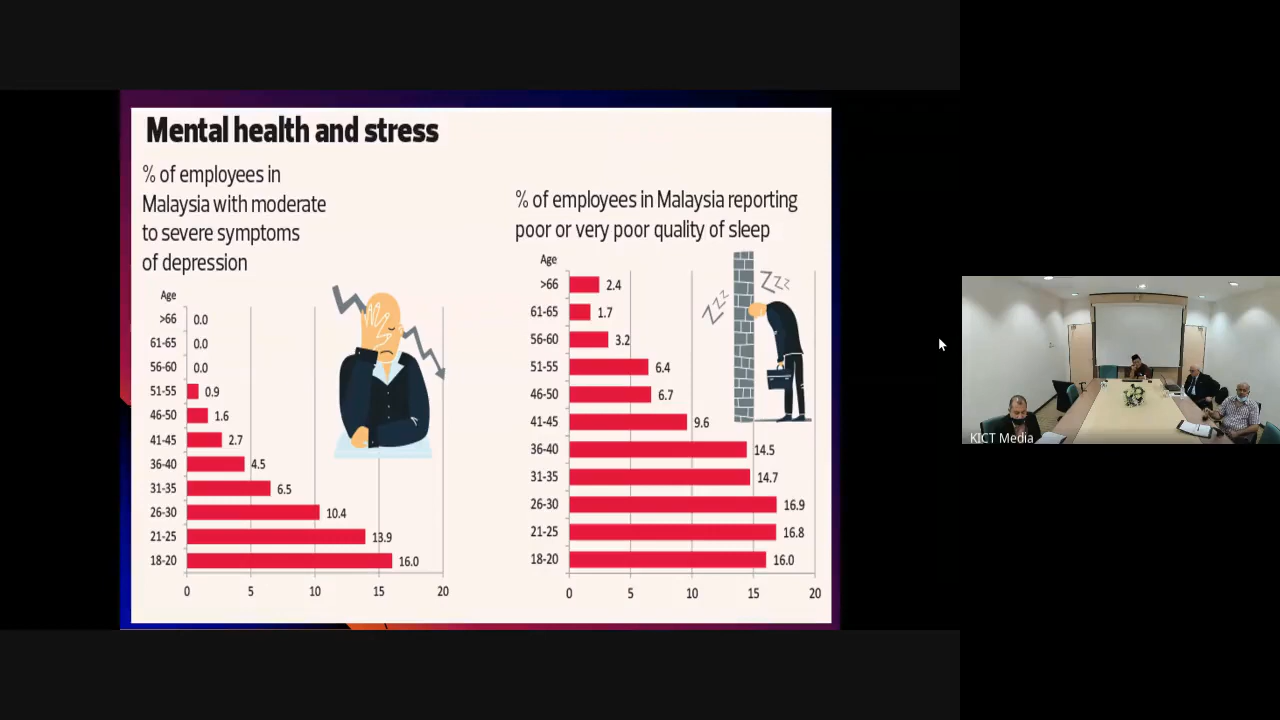 Mental health and stress
% of employees in
Malaysia with moderate
to severe symptoms
of depression
Age
>66 0.0
61-65 0.0
56-60 0.0
51-55 0.9
46-50 1.6
41-45 2.7
36-40 4.5
31-35 6.5
26-30 10.4
21-25 13.9
18-20 16.0
0 5 10 15 20
% of employees in Malaysia reporting
poor or very poor quality of sleep
Age
>66 2.4
61-65 1.7
56-60 3.2
51-55 6.4
46-50 6.7
41-45 9.6
36-40 14.5
31-35 14.7
26-30 16.9
21-25 16.8
18-20 16.0
0 5 10 15 20
ZZZ
ZZZ
KICT Media